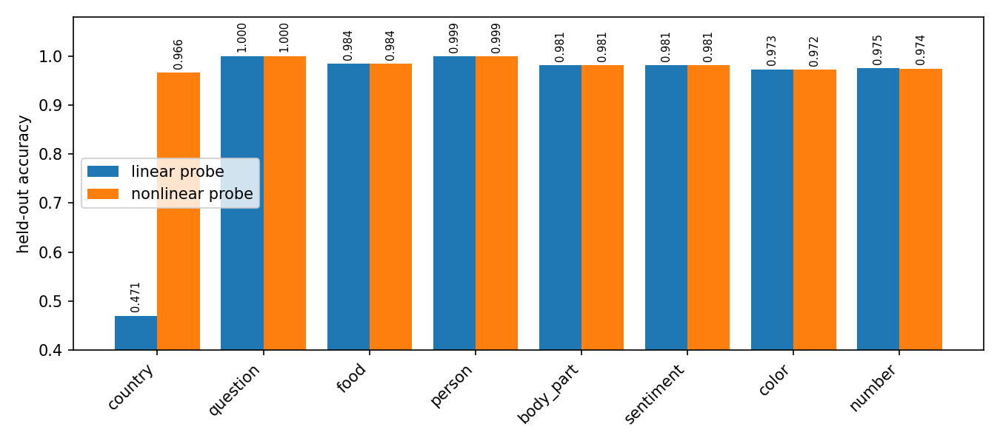 0.471
0.966
1.000
1.000
0.984
0.984
0.999
0.999
0.981
0.981
0.981
0.981
0.973
0.972
0.975
0.974
held-out accuracy
1.0
0.9
0.8
0.7
0.6
0.5
0.4
linear probe
nonlinear probe
country
question
food
person
body_part
sentiment
color
number